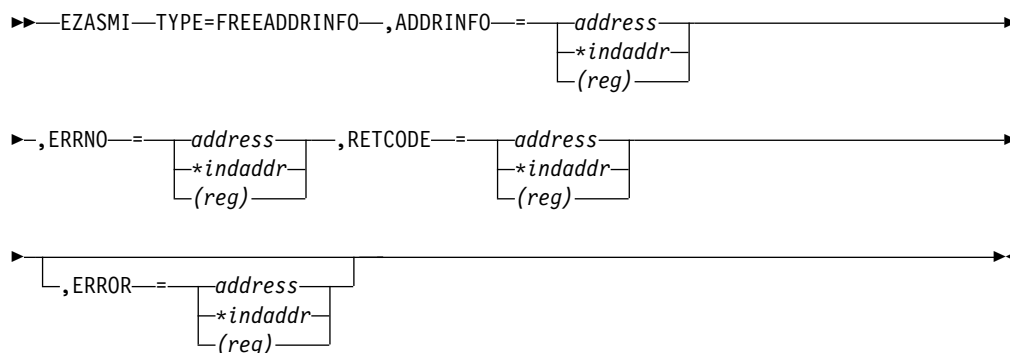 EZASMI TYPE=FREEADDRINFO ,ADDRINFO = address
*indaddr
(reg)
,ERRNO = address ,RETCODE = address
*indaddr *indaddr
(reg) (reg)
,ERROR = address
*indaddr
(reg)